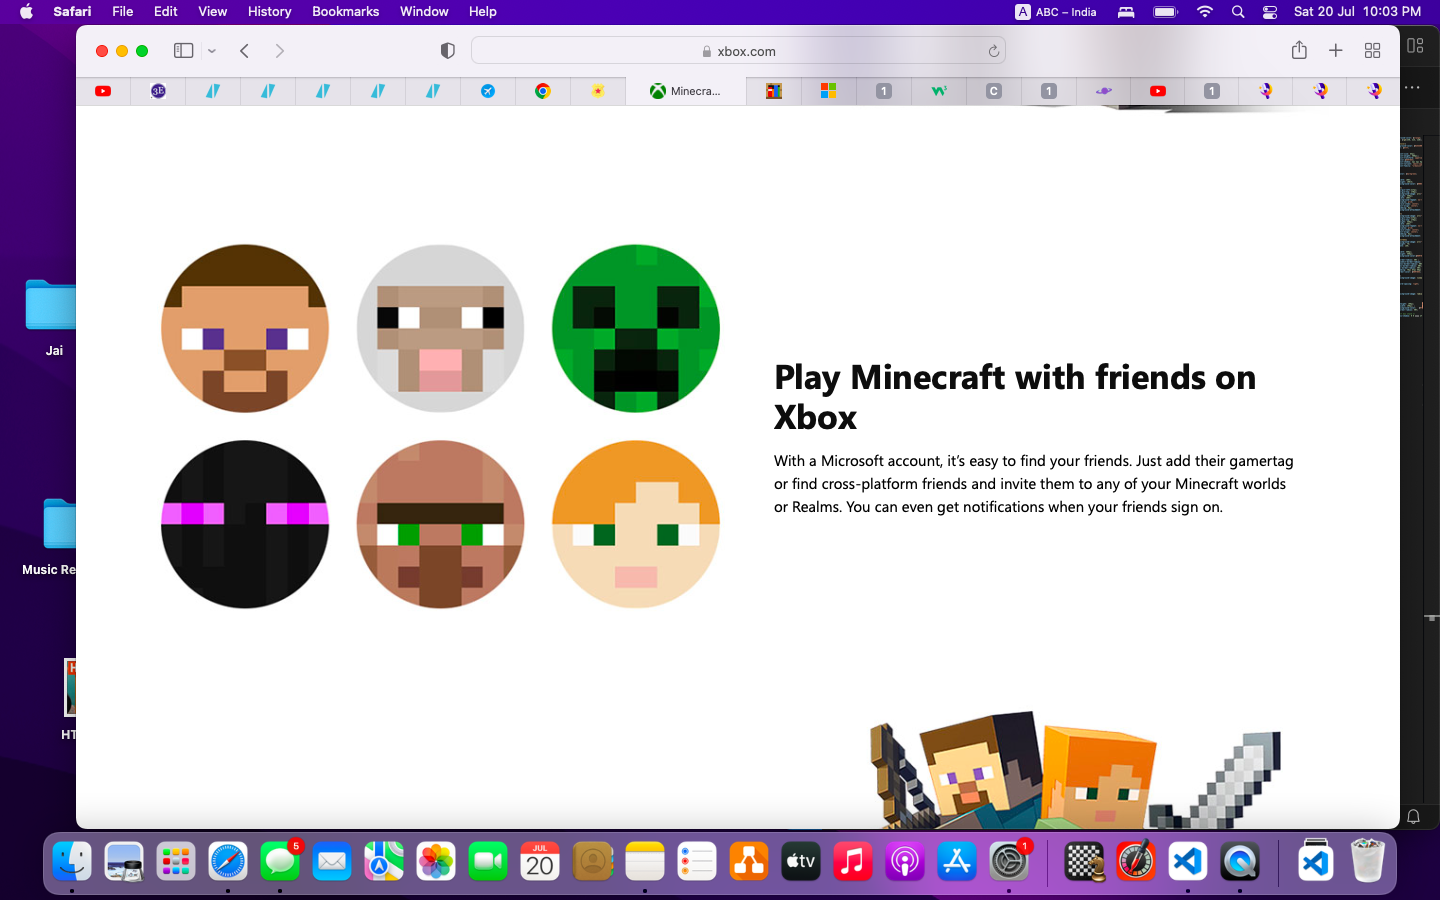 Safari File Edit View History Bookmarks Window Help A ABC – India Sat 20 Jul 10:03 PM
xbox.com
3E Minecra... 1 C 1 1
Jai
Play Minecraft with friends on
Xbox
With a Microsoft account, it's easy to find your friends. Just add their gamertag
or find cross-platform friends and invite them to any of your Minecraft worlds
or Realms. You can even get notifications when your friends sign on.
Music Re
HT
5 JUL 20 tv 1